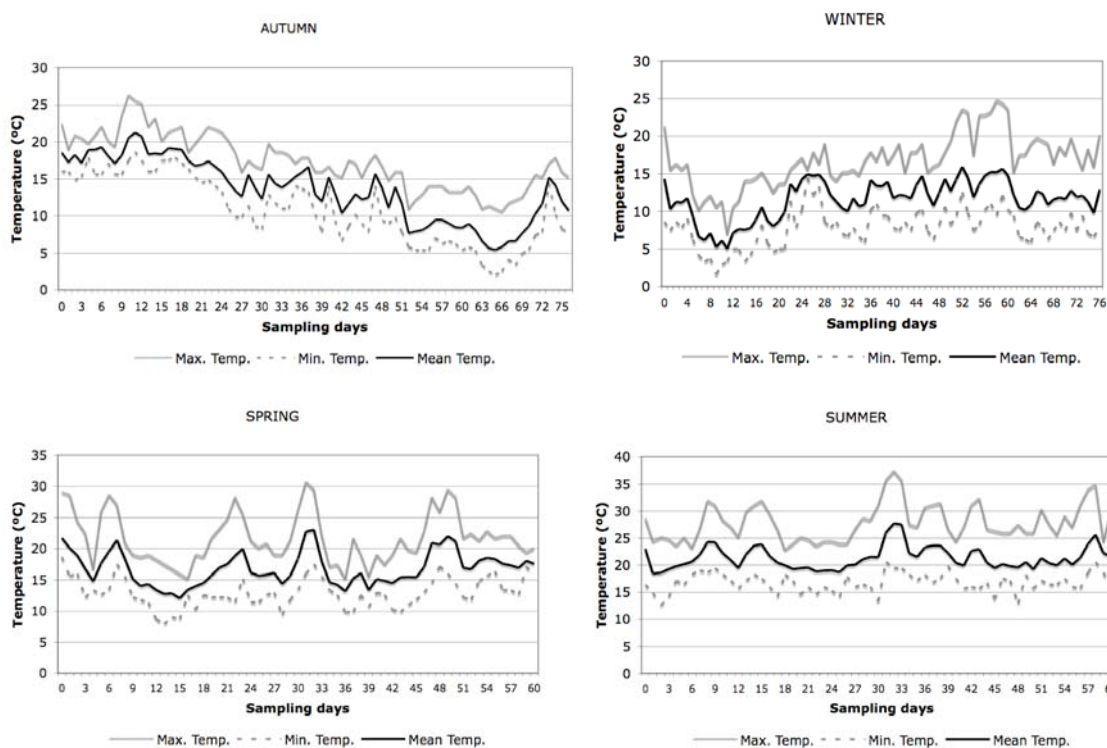 AUTUMN
30
25
20
15
10
5
0
Temperature (ºC)
0 3 6 9 12 15 18 21 24 27 30 33 36 39 42 45 48 51 54 57 60 63 66 69 72 75
Sampling days
Max. Temp. Min. Temp. Mean Temp.
WINTER
30
25
20
15
10
5
0
Temperature (ºC)
0 4 8 12 16 20 24 28 32 36 40 44 48 52 56 60 64 68 72 76
Sampling days
Max. Temp. Min. Temp. Mean Temp.
SPRING
35
30
25
20
15
10
5
0
Temperature (ºC)
0 3 6 9 12 15 18 21 24 27 30 33 36 39 42 45 48 51 54 57 60
Sampling days
Max. Temp. Min. Temp. Mean Temp.
SUMMER
40
35
30
25
20
15
10
5
0
Temperature (ºC)
0 3 6 9 12 15 18 21 24 27 30 33 36 39 42 45 48 51 54 57
Sampling days
Max. Temp. Min. Temp. Mean Temp.